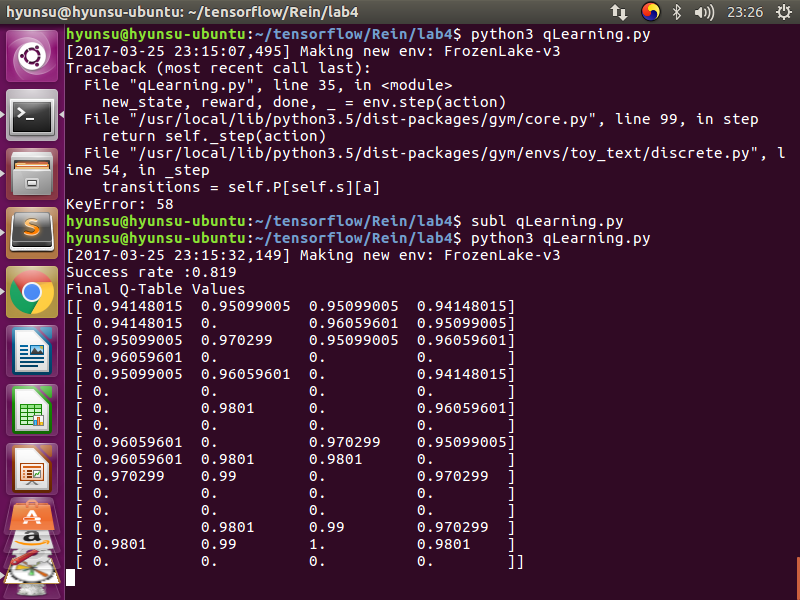 hyunsu@hyunsu-ubuntu: ~/tensorflow/Rein/lab4 23:26
hyunsu@hyunsu-ubuntu:~/tensorflow/Rein/lab4$ python3 qLearning.py
[2017-03-25 23:15:07,495] Making new env: FrozenLake-v3
Traceback (most recent call last):
  File "qLearning.py", line 35, in <module>
    new_state, reward, done, _ = env.step(action)
  File "/usr/local/lib/python3.5/dist-packages/gym/core.py", line 99, in step
    return self._step(action)
  File "/usr/local/lib/python3.5/dist-packages/gym/envs/toy_text/discrete.py", l
ine 54, in _step
    transitions = self.P[self.s][a]
KeyError: 58
hyunsu@hyunsu-ubuntu:~/tensorflow/Rein/lab4$ subl qLearning.py
hyunsu@hyunsu-ubuntu:~/tensorflow/Rein/lab4$ python3 qLearning.py
[2017-03-25 23:15:32,149] Making new env: FrozenLake-v3
Success rate :0.819
Final Q-Table Values
[[ 0.94148015  0.95099005  0.95099005  0.94148015]
 [ 0.94148015  0.          0.96059601  0.95099005]
 [ 0.95099005  0.970299    0.95099005  0.96059601]
 [ 0.96059601  0.          0.          0.        ]
 [ 0.95099005  0.96059601  0.          0.94148015]
 [ 0.          0.          0.          0.        ]
 [ 0.          0.9801      0.          0.96059601]
 [ 0.          0.          0.          0.        ]
 [ 0.96059601  0.          0.970299    0.95099005]
 [ 0.96059601  0.9801      0.9801      0.        ]
 [ 0.970299    0.99        0.          0.970299  ]
 [ 0.          0.          0.          0.        ]
 [ 0.          0.          0.          0.        ]
 [ 0.          0.9801      0.99        0.970299  ]
 [ 0.9801      0.99        1.          0.9801    ]
 [ 0.          0.          0.          0.        ]]